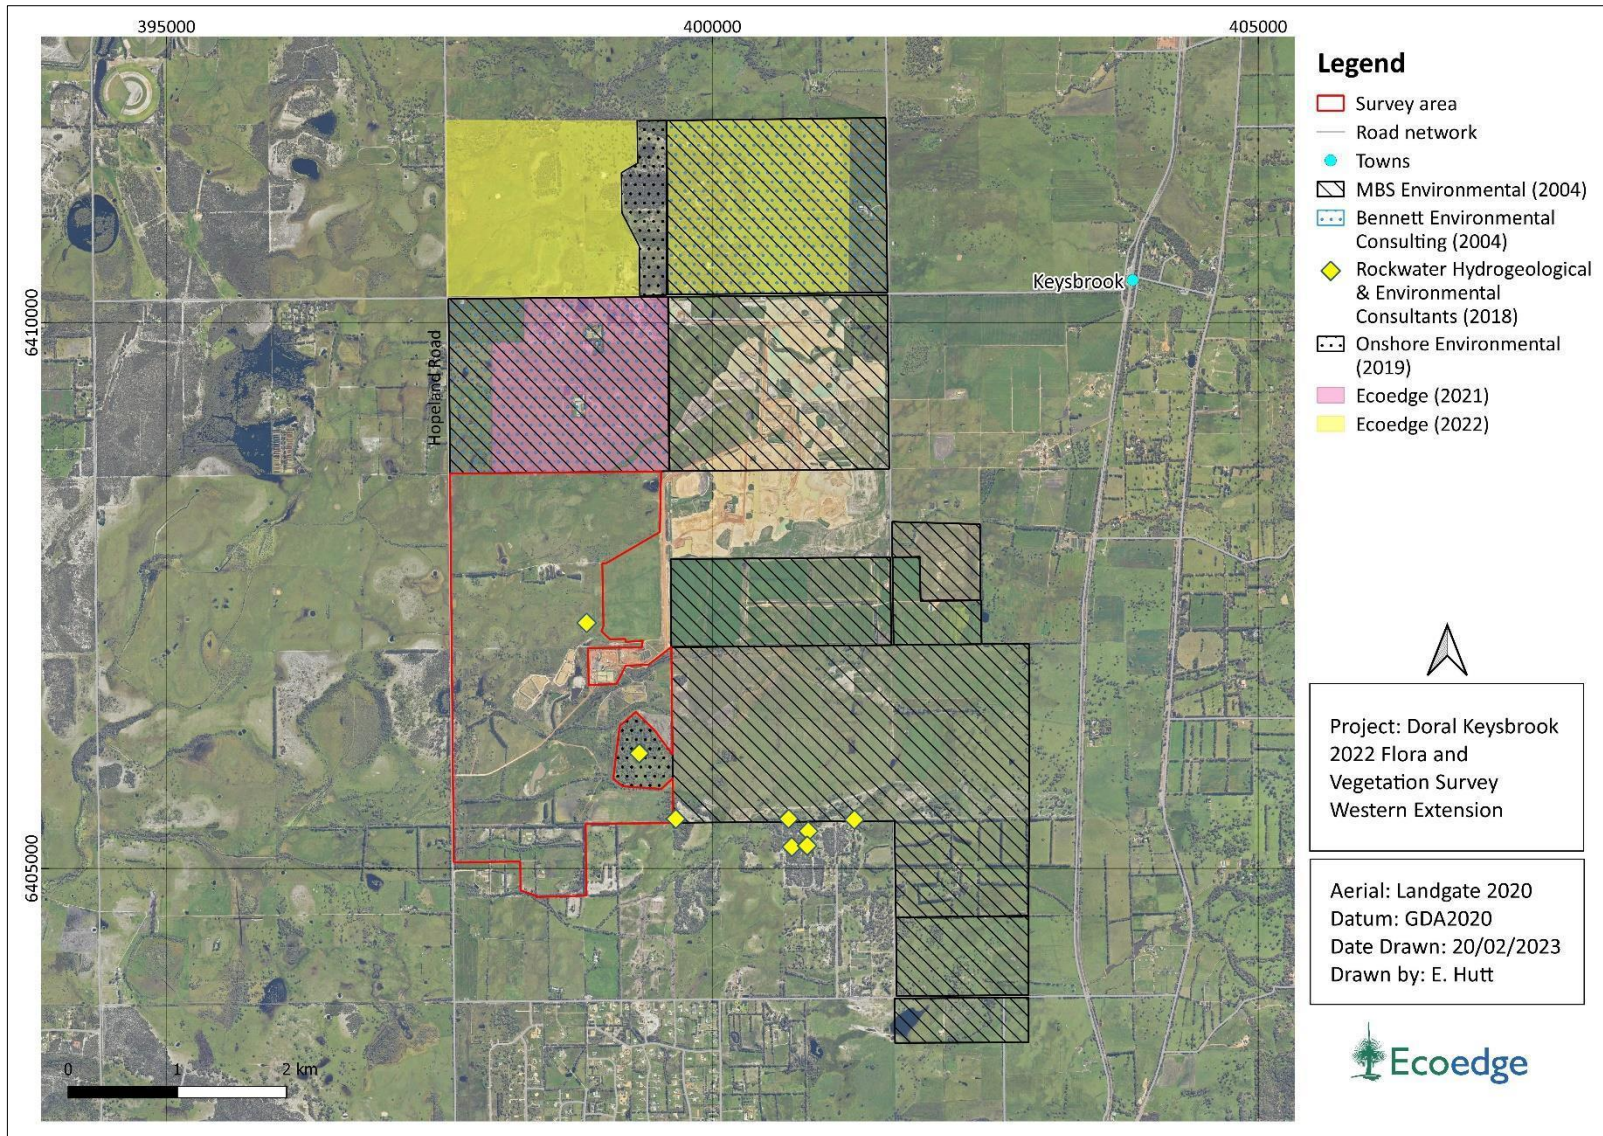 395000
400000
405000
6410000
6405000
Hopeland Road
Keysbrook
0
1
2 km
Legend
Survey area
Road network
Towns
MBS Environmental (2004)
Bennett Environmental
Consulting (2004)
Rockwater Hydrogeological
& Environmental
Consultants (2018)
Onshore Environmental
(2019)
Ecoedge (2021)
Ecoedge (2022)
Project: Doral Keysbrook
2022 Flora and
Vegetation Survey
Western Extension
Aerial: Landgate 2020
Datum: GDA2020
Date Drawn: 20/02/2023
Drawn by: E. Hutt
Ecoedge